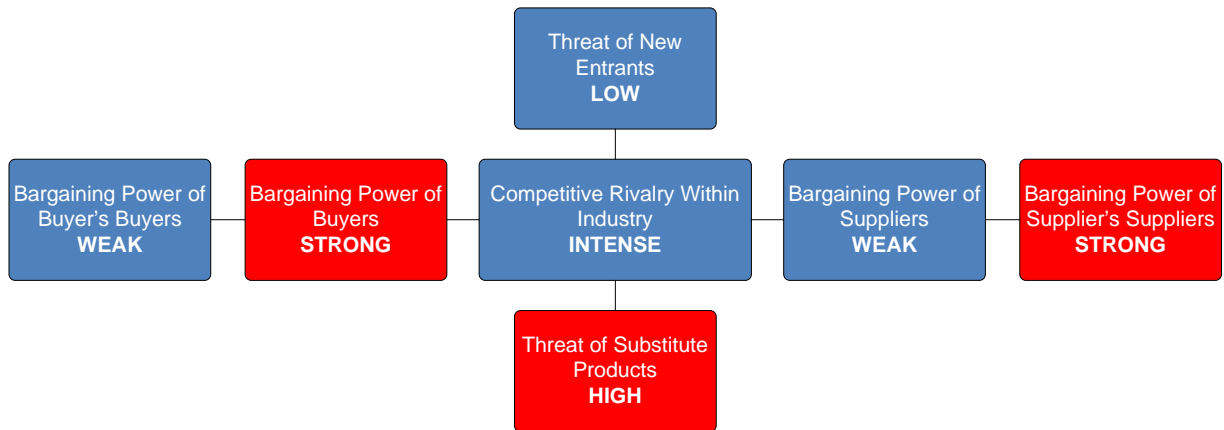 Threat of New
Entrants
LOW
Bargaining Power of
Buyer's Buyers
WEAK
Bargaining Power of
Buyers
STRONG
Competitive Rivalry Within
Industry
INTENSE
Bargaining Power of
Suppliers
WEAK
Bargaining Power of
Supplier's Suppliers
STRONG
Threat of Substitute
Products
HIGH